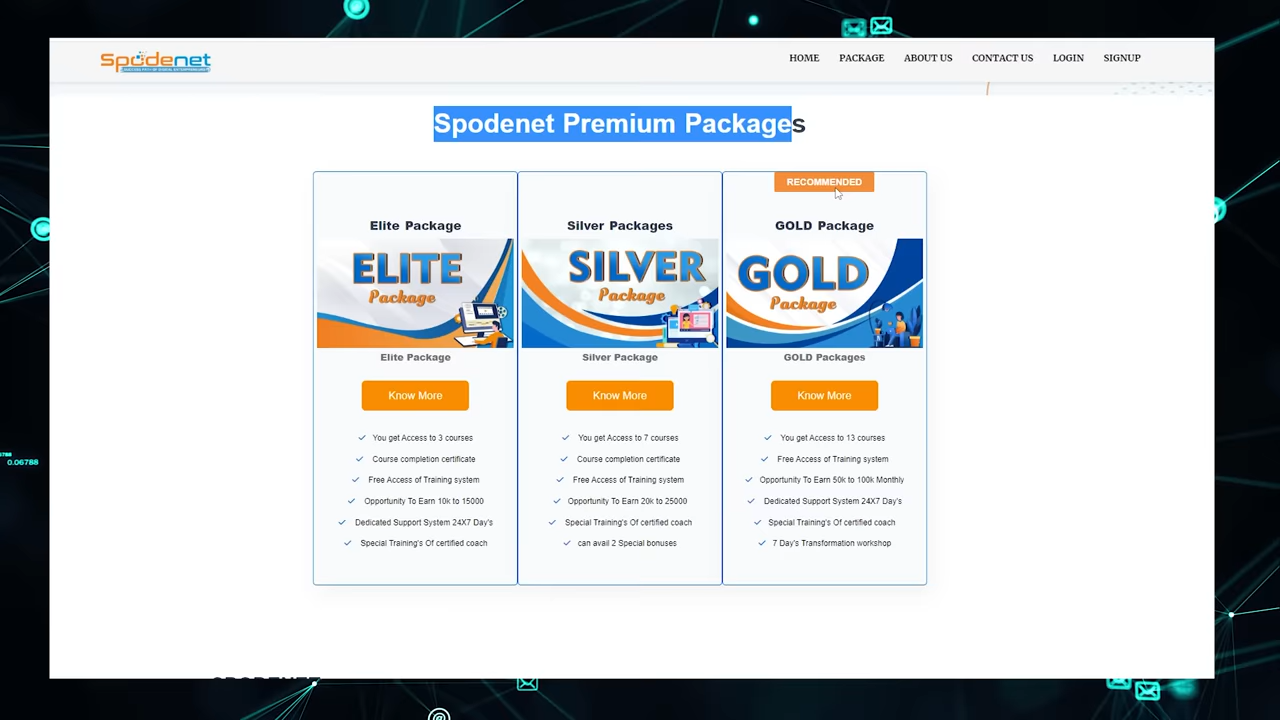 Spodenet
HOME PACKAGE ABOUT US CONTACT US LOGIN SIGNUP
Spodenet Premium Packages
RECOMMENDED
Elite Package
ELITE
Package
Elite Package
Know More
You get Access to 3 courses
Course completion certificate
Free Access of Training system
Opportunity To Earn 10k to 15000
Dedicated Support System 24X7 Day's
Special Training's Of certified coach
Silver Packages
SILVER
Package
Silver Package
Know More
You get Access to 7 courses
Course completion certificate
Free Access of Training system
Opportunity To Earn 20k to 25000
Special Training's Of certified coach
can avail 2 Special bonuses
GOLD Package
GOLD
Package
GOLD Packages
Know More
You get Access to 13 courses
Free Access of Training system
Opportunity To Earn 50k to 100k Monthly
Dedicated Support System 24X7 Day's
Special Training's Of certified coach
7 Day's Transformation workshop
0.06788